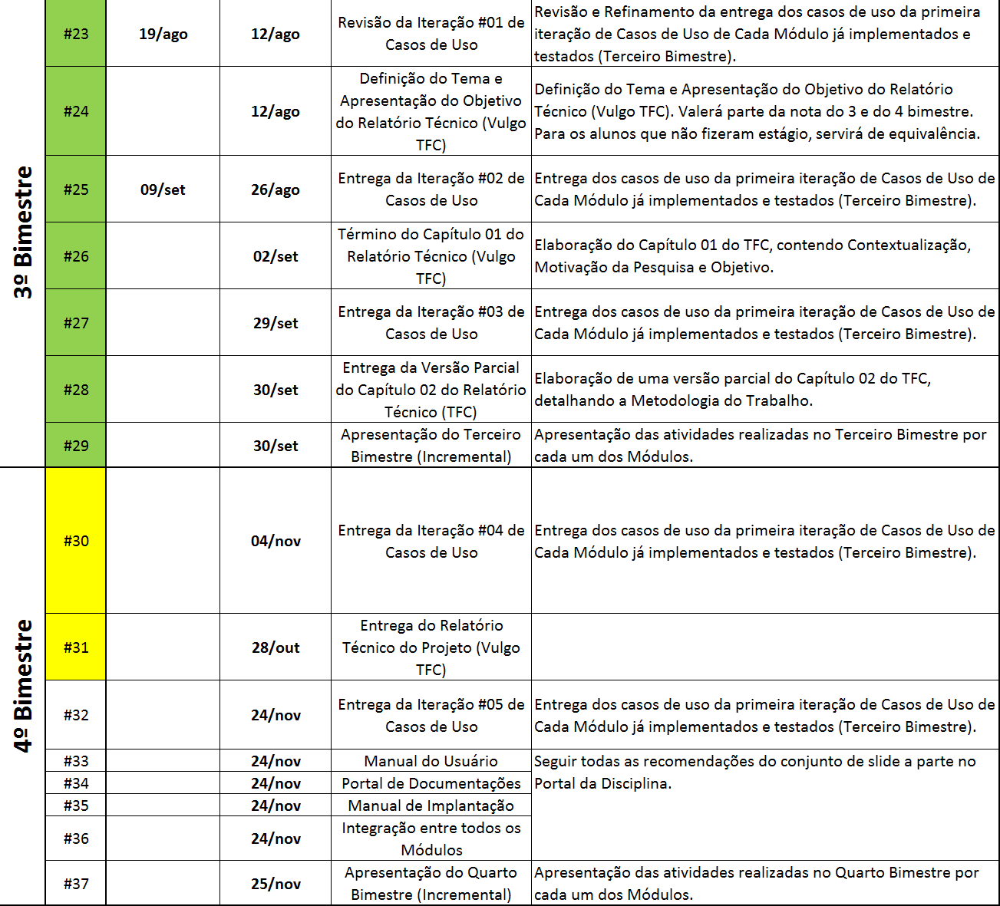 3º Bimestre
#23
19/ago
12/ago
Revisão da Iteração #01 de
Casos de Uso
Revisão e Refinamento da entrega dos casos de uso da primeira
iteração de Casos de Uso de Cada Módulo já implementados e
testados (Terceiro Bimestre).
#24
12/ago
Definição do Tema e
Apresentação do Objetivo
do Relatório Técnico (Vulgo
TFC)
Definição do Tema e Apresentação do Objetivo do Relatório
Técnico (Vulgo TFC). Valerá parte da nota do 3 e do 4 bimestre.
Para os alunos que não fizeram estágio, servirá de equivalência.
#25
09/set
26/ago
Entrega da Iteração #02 de
Casos de Uso
Entrega dos casos de uso da primeira iteração de Casos de Uso de
Cada Módulo já implementados e testados (Terceiro Bimestre).
#26
02/set
Término do Capítulo 01 do
Relatório Técnico (Vulgo
TFC)
Elaboração do Capítulo 01 do TFC, contendo Contextualização,
Motivação da Pesquisa e Objetivo.
#27
29/set
Entrega da Iteração #03 de
Casos de Uso
Entrega dos casos de uso da primeira iteração de Casos de Uso de
Cada Módulo já implementados e testados (Terceiro Bimestre).
#28
30/set
Entrega da Versão Parcial
do Capítulo 02 do Relatório
Técnico (TFC)
Elaboração de uma versão parcial do Capítulo 02 do TFC,
detalhando a Metodologia do Trabalho.
#29
30/set
Apresentação do Terceiro
Bimestre (Incremental)
Apresentação das atividades realizadas no Terceiro Bimestre por
cada um dos Módulos.
4º Bimestre
#30
04/nov
Entrega da Iteração #04 de
Casos de Uso
Entrega dos casos de uso da primeira iteração de Casos de Uso de
Cada Módulo já implementados e testados (Terceiro Bimestre).
#31
28/out
Entrega do Relatório
Técnico do Projeto (Vulgo
TFC)
#32
24/nov
Entrega da Iteração #05 de
Casos de Uso
Entrega dos casos de uso da primeira iteração de Casos de Uso de
Cada Módulo já implementados e testados (Terceiro Bimestre).
#33
24/nov
Manual do Usuário
Seguir todas as recomendações do conjunto de slide a parte no
Portal da Disciplina.
#34
24/nov
Portal de Documentações
#35
24/nov
Manual de Implantação
#36
24/nov
Integração entre todos os
Módulos
#37
25/nov
Apresentação do Quarto
Bimestre (Incremental)
Apresentação das atividades realizadas no Quarto Bimestre por
cada um dos Módulos.